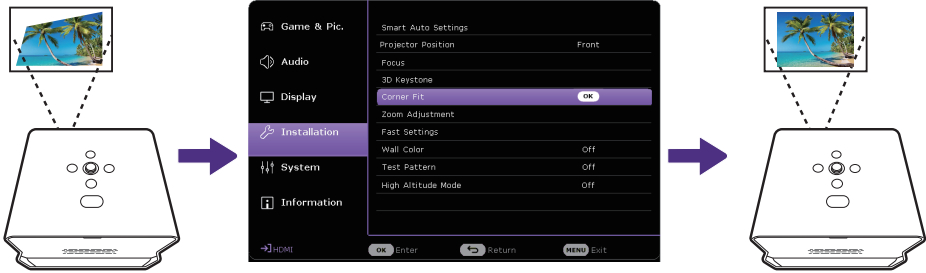 Game & Pic.
Audio
Display
Installation
System
Information
HDMI
Smart Auto Settings
Projector Position Front
Focus
3D Keystone
Corner Fit OK
Zoom Adjustment
Fast Settings
Wall Color Off
Test Pattern Off
High Altitude Mode Off
OK Enter Return MENU Exit